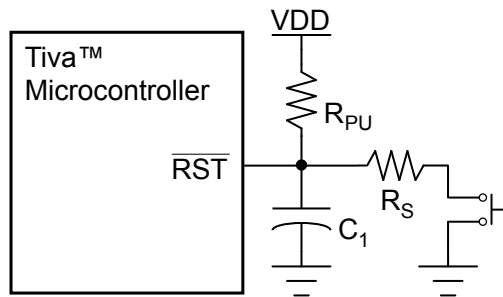 VDD
Tiva™
Microcontroller
RPU
RST
RS
C1